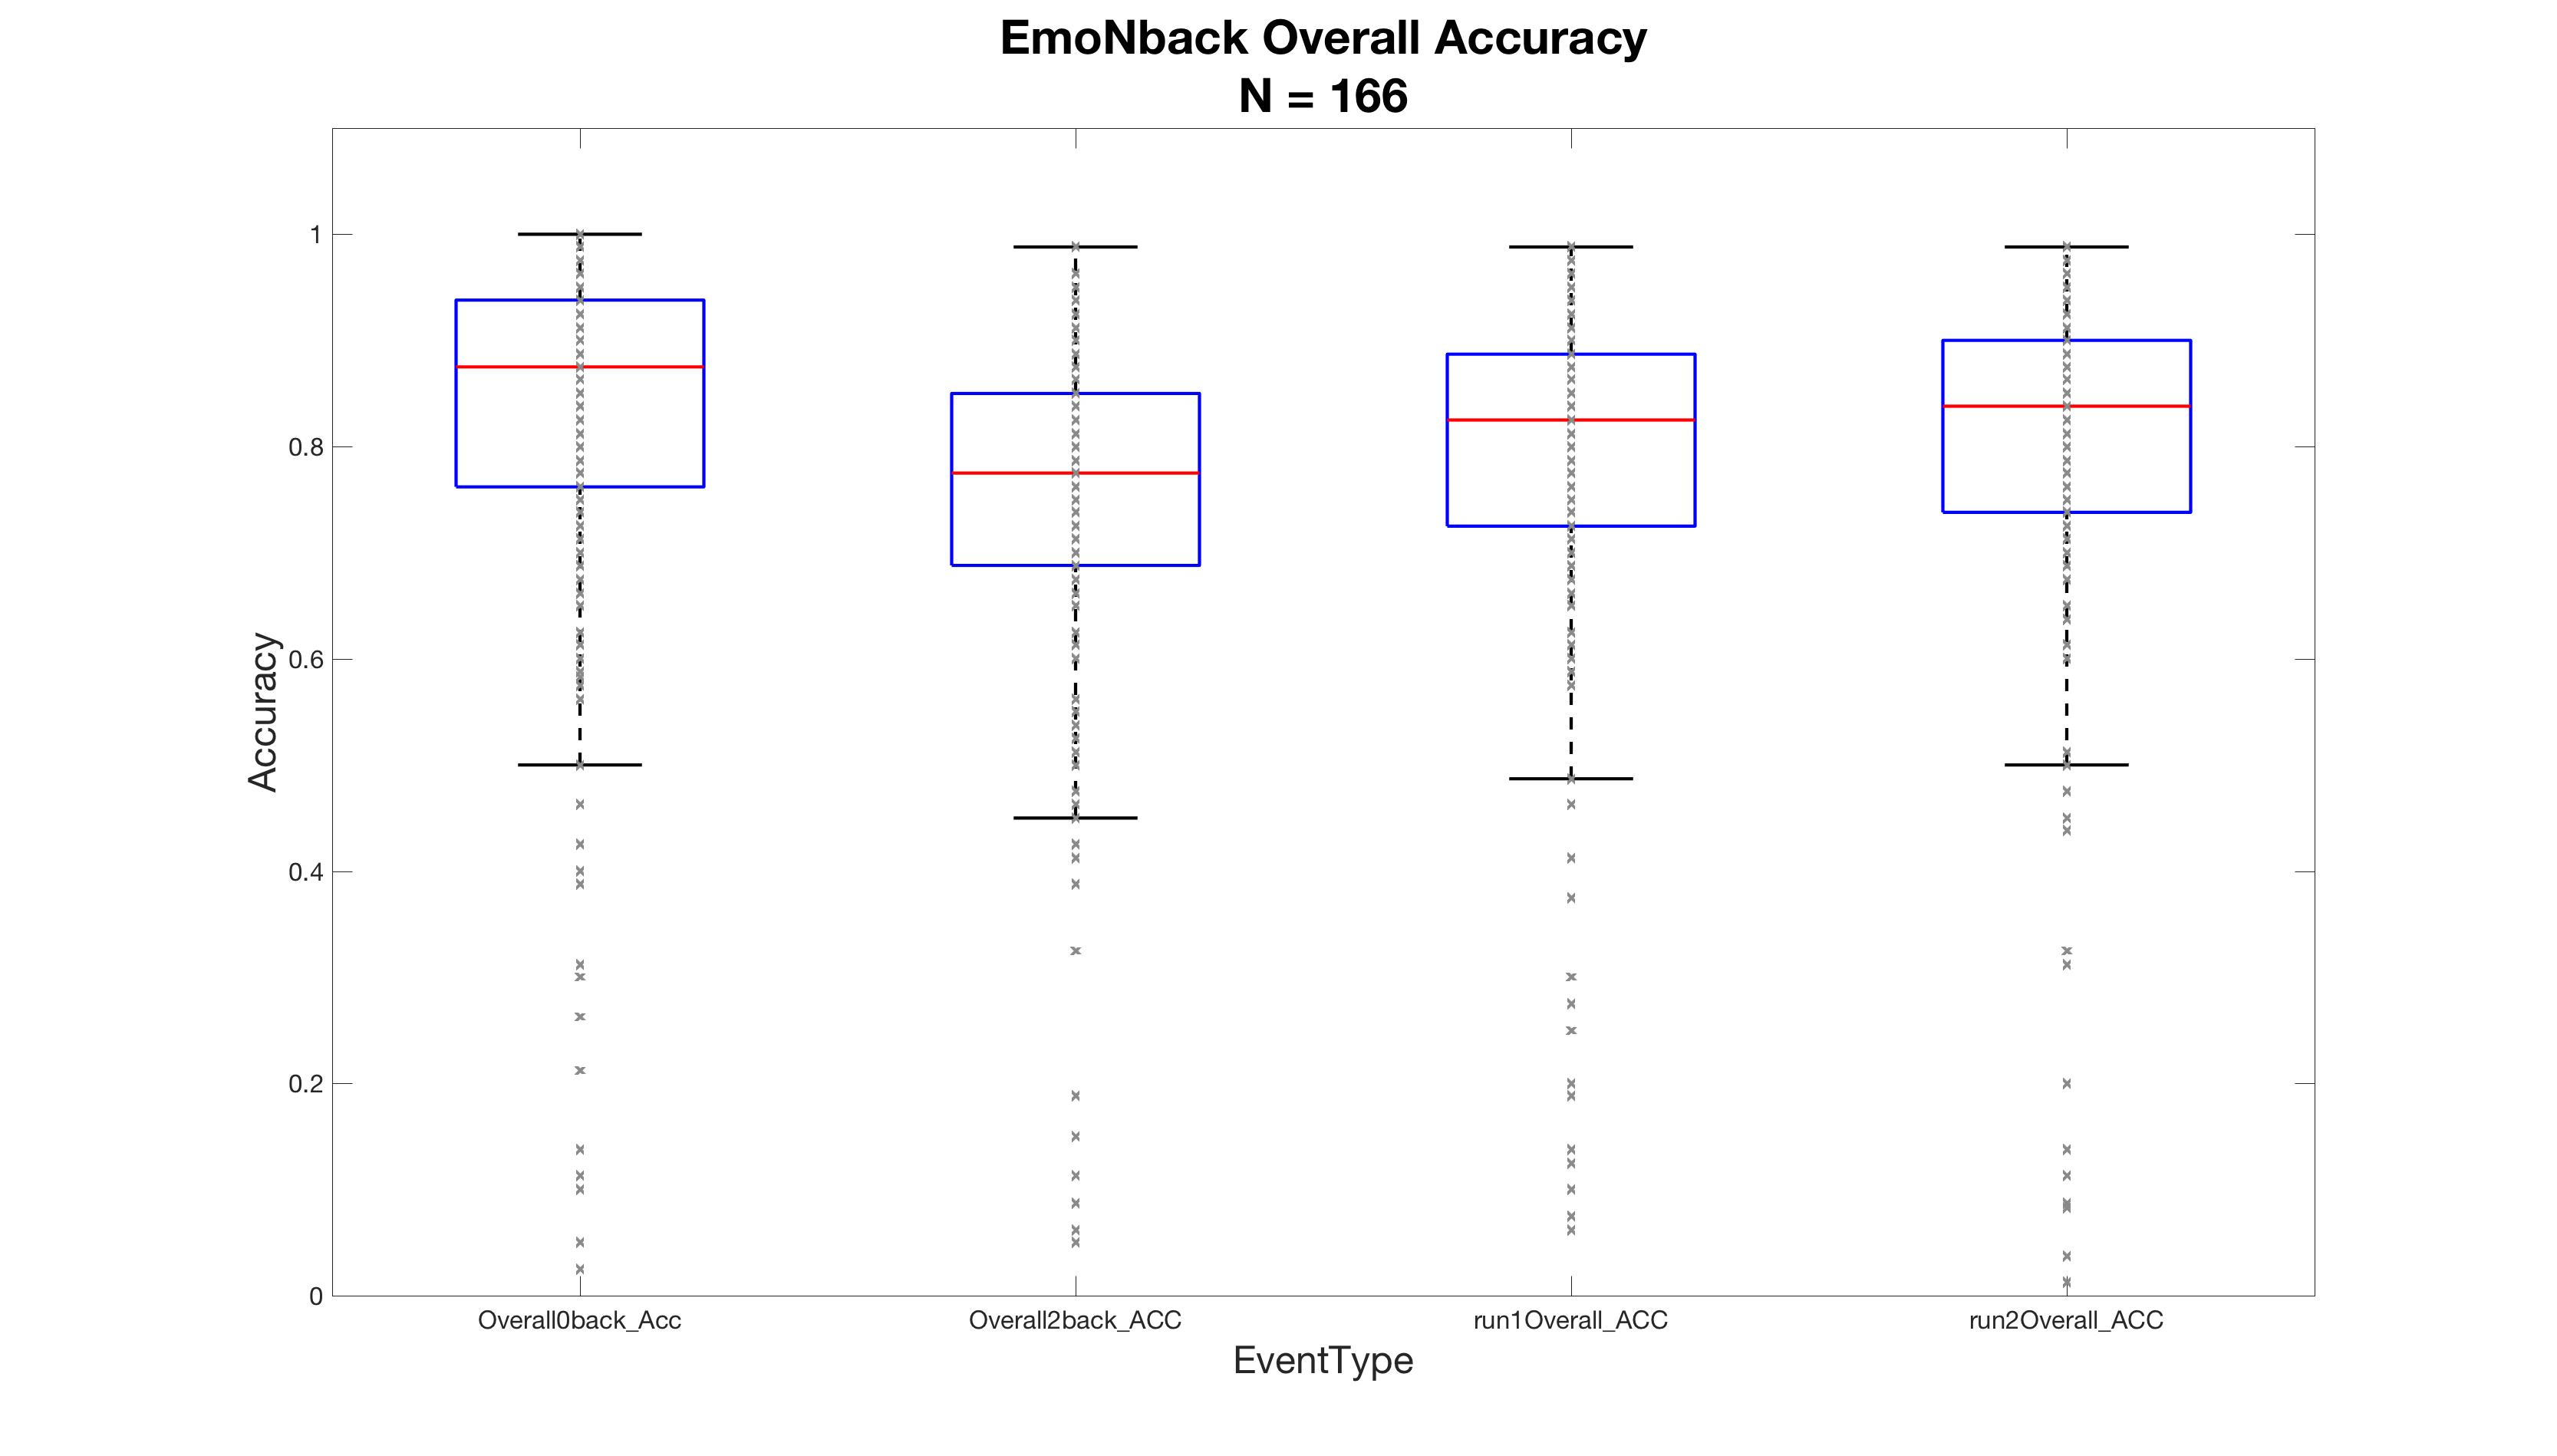 EmoNback Overall Accuracy
N = 166
Accuracy
1
0.8
0.6
0.4
0.2
0
Overall0back_Acc
Overall2back_ACC
run1Overall_ACC
run2Overall_ACC
EventType